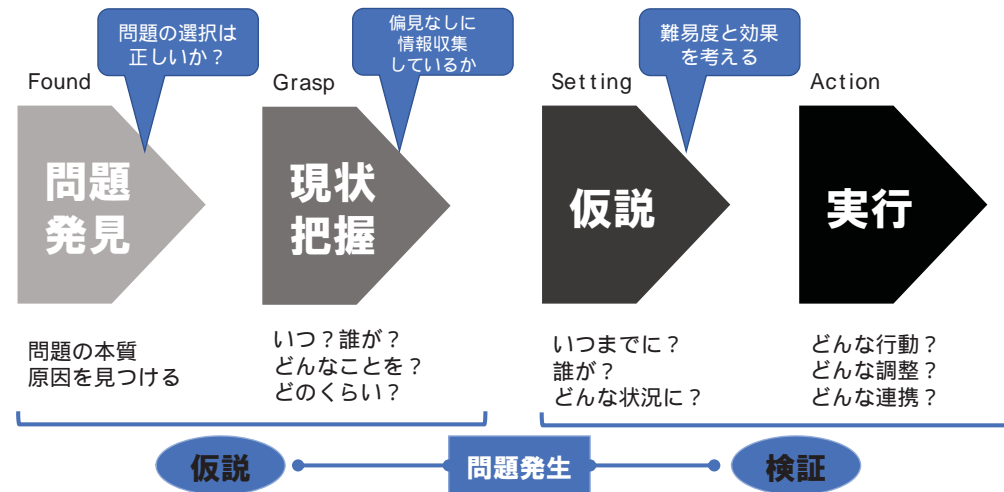 問題の選択は
正しいか？
偏見なしに
情報収集
しているか
難易度と効果
を考える
Found
Grasp
Setting
Action
問題
発見
現状
把握
仮説
実行
問題の本質
原因を見つける
いつ？誰が？
どんなことを？
どのくらい？
いつまでに？
誰が？
どんな状況に？
どんな行動？
どんな調整？
どんな連携？
仮説
問題発生
検証